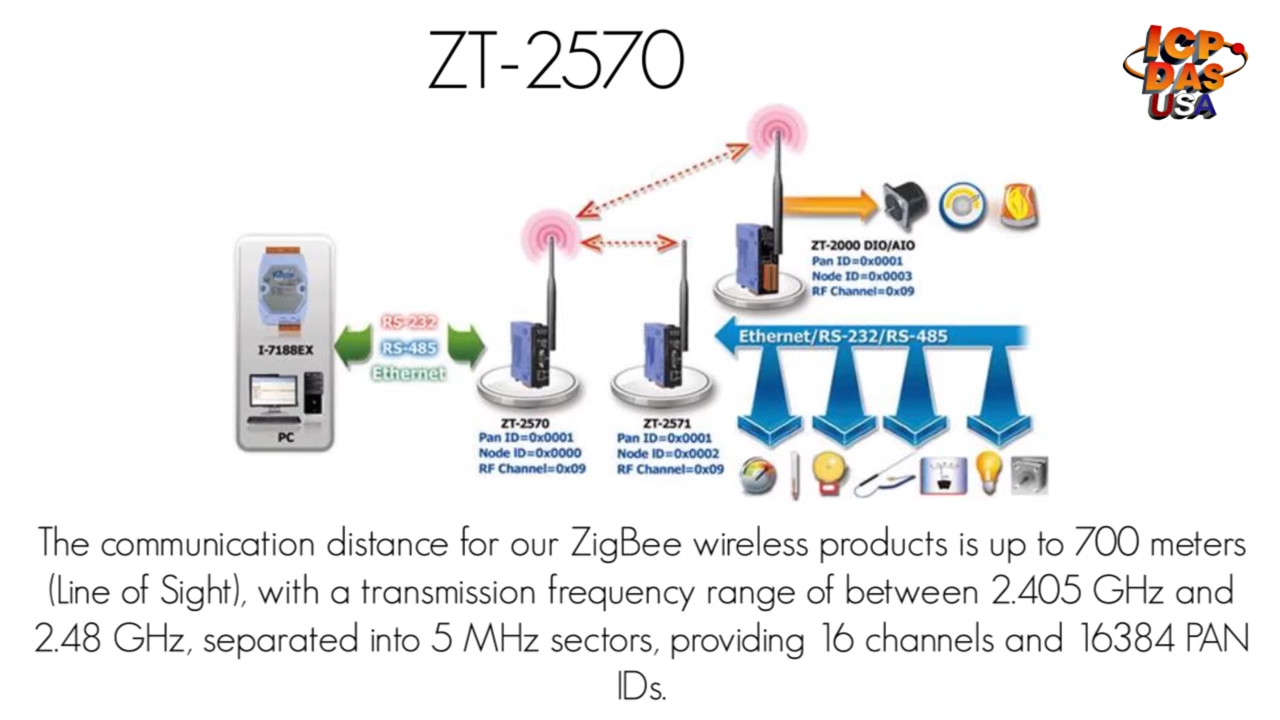 ZT-2570
ICP
DAS
USA
ZT-2000 DIO/AIO
Pan ID=0x0001
Node ID=0x0003
RF Channel=0x09
I-7188EX
PC
RS-232
RS-485
Ethernet
Ethernet/RS-232/RS-485
ZT-2570
Pan ID=0x0001
Node ID=0x0000
RF Channel=0x09
ZT-2571
Pan ID=0x0001
Node ID=0x0002
RF Channel=0x09
The communication distance for our ZigBee wireless products is up to 700 meters
(Line of Sight), with a transmission frequency range of between 2.405 GHz and
2.48 GHz, separated into 5 MHz sectors, providing 16 channels and 16384 PAN
IDs.